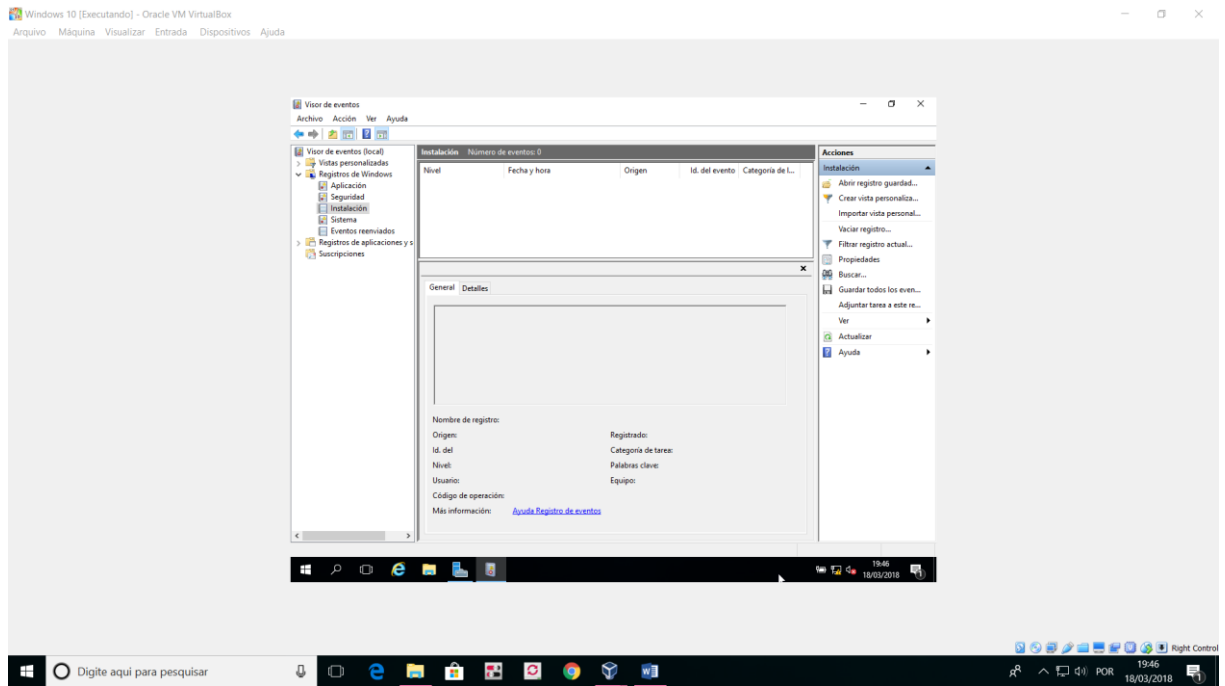 Windows 10 [Executando] - Oracle VM VirtualBox
Arquivo Máquina Visualizar Entrada Dispositivos Ajuda
Visor de eventos
Archivo Acción Ver Ayuda
Visor de eventos (local)
Vistas personalizadas
Registros de Windows
Aplicación
Seguridad
Instalación
Sistema
Eventos reenviados
Registros de aplicaciones y s
Suscripciones
Instalación Número de eventos: 0
Nivel Fecha y hora Origen Id. del evento Categoría de l...
General Detalles
Nombre de registro:
Origen: Registrado:
Id. del Categoría de tarea:
Nivel: Palabras clave:
Usuario: Equipo:
Código de operación:
Más información: Ayuda Registro de eventos
Acciones
Instalación
Abrir registro guardad...
Crear vista personaliza...
Importar vista personal...
Vaciar registro...
Filtrar registro actual...
Propiedades
Buscar...
Guardar todos los even...
Adjuntar tarea a este re...
Ver
Actualizar
Ayuda
19:46
18/03/2018
Right Control
Digite aqui para pesquisar
POR
19:46
18/03/2018